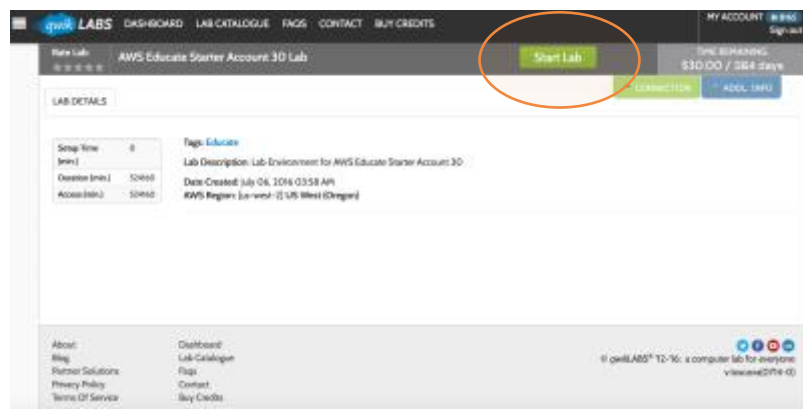 qwikLABS DASHBOARD LAB CATALOGUE FAQS CONTACT BUY CREDITS MY ACCOUNT
Sign out
Rate Lab
AWS Educate Starter Account 30 Lab
Start Lab
TIME REMAINING
$30.00 / 364 days
CONNECTION ADDL. INFO
LAB DETAILS
Setup Time 0
(min.)
Duration (min.)
Access (min.)
Tags: Educate
Lab Description: Lab Environment for AWS Educate Starter Account 30
Date Created: July 06, 2016 03:58 AM
AWS Region: [us-west-2] US West (Oregon)
About
Blog
Partner Solutions
Privacy Policy
Terms Of Service
Dashboard
Lab Catalogue
Faqs
Contact
Buy Credits
© qwikLABS® 12-16: a computer lab for everyone